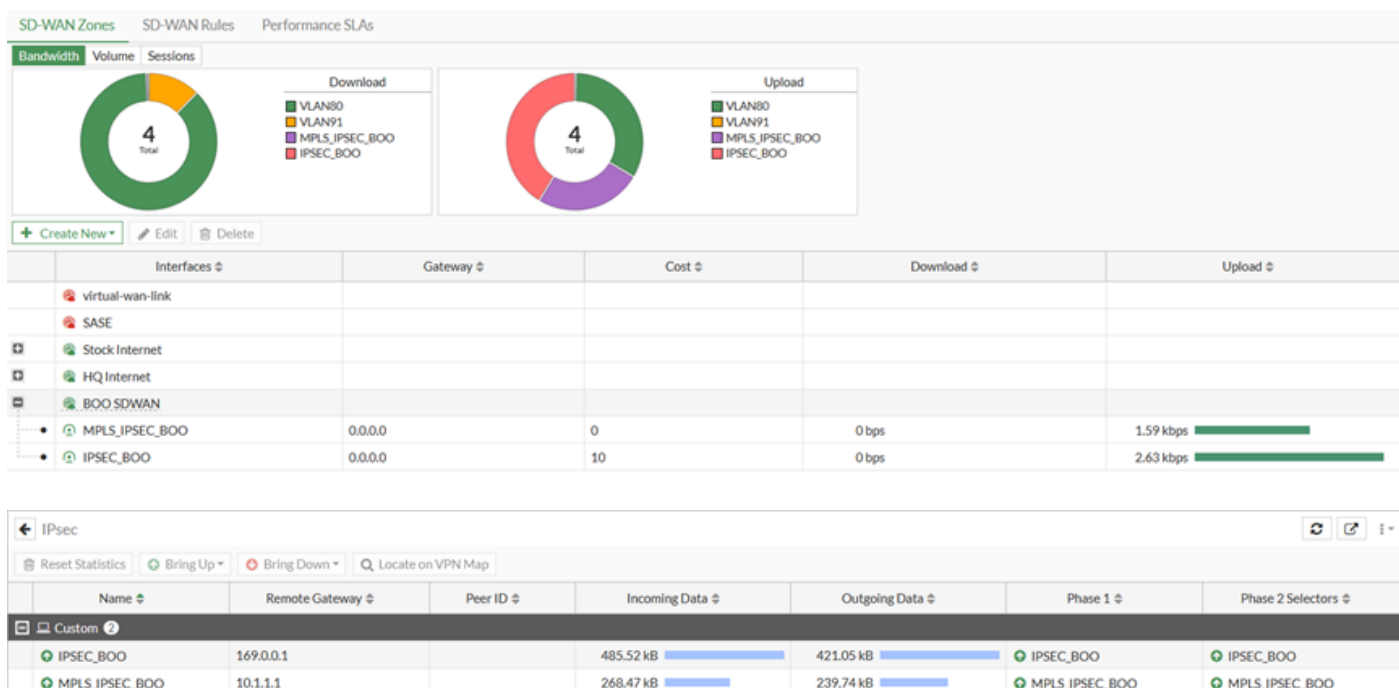 SD-WAN Zones SD-WAN Rules Performance SLAs
Bandwidth Volume Sessions
Download
4
Total
VLAN80
VLAN91
MPLS_IPSEC_BOO
IPSEC_BOO
Upload
4
Total
VLAN80
VLAN91
MPLS_IPSEC_BOO
IPSEC_BOO
+ Create New Edit Delete
Interfaces Gateway Cost Download Upload
virtual-wan-link
SASE
Stock Internet
HQ Internet
BOO SDWAN
MPLS_IPSEC_BOO 0.0.0.0 0 0 bps 1.59 kbps
IPSEC_BOO 0.0.0.0 10 0 bps 2.63 kbps
IPsec
Reset Statistics Bring Up Bring Down Locate on VPN Map
Name Remote Gateway Peer ID Incoming Data Outgoing Data Phase 1 Phase 2 Selectors
Custom 2
IPSEC_BOO 169.0.0.1 485.52 kB 421.05 kB IPSEC_BOO IPSEC_BOO
MPLS_IPSEC_BOO 10.1.1.1 268.47 kB 239.74 kB MPLS_IPSEC_BOO MPLS_IPSEC_BOO